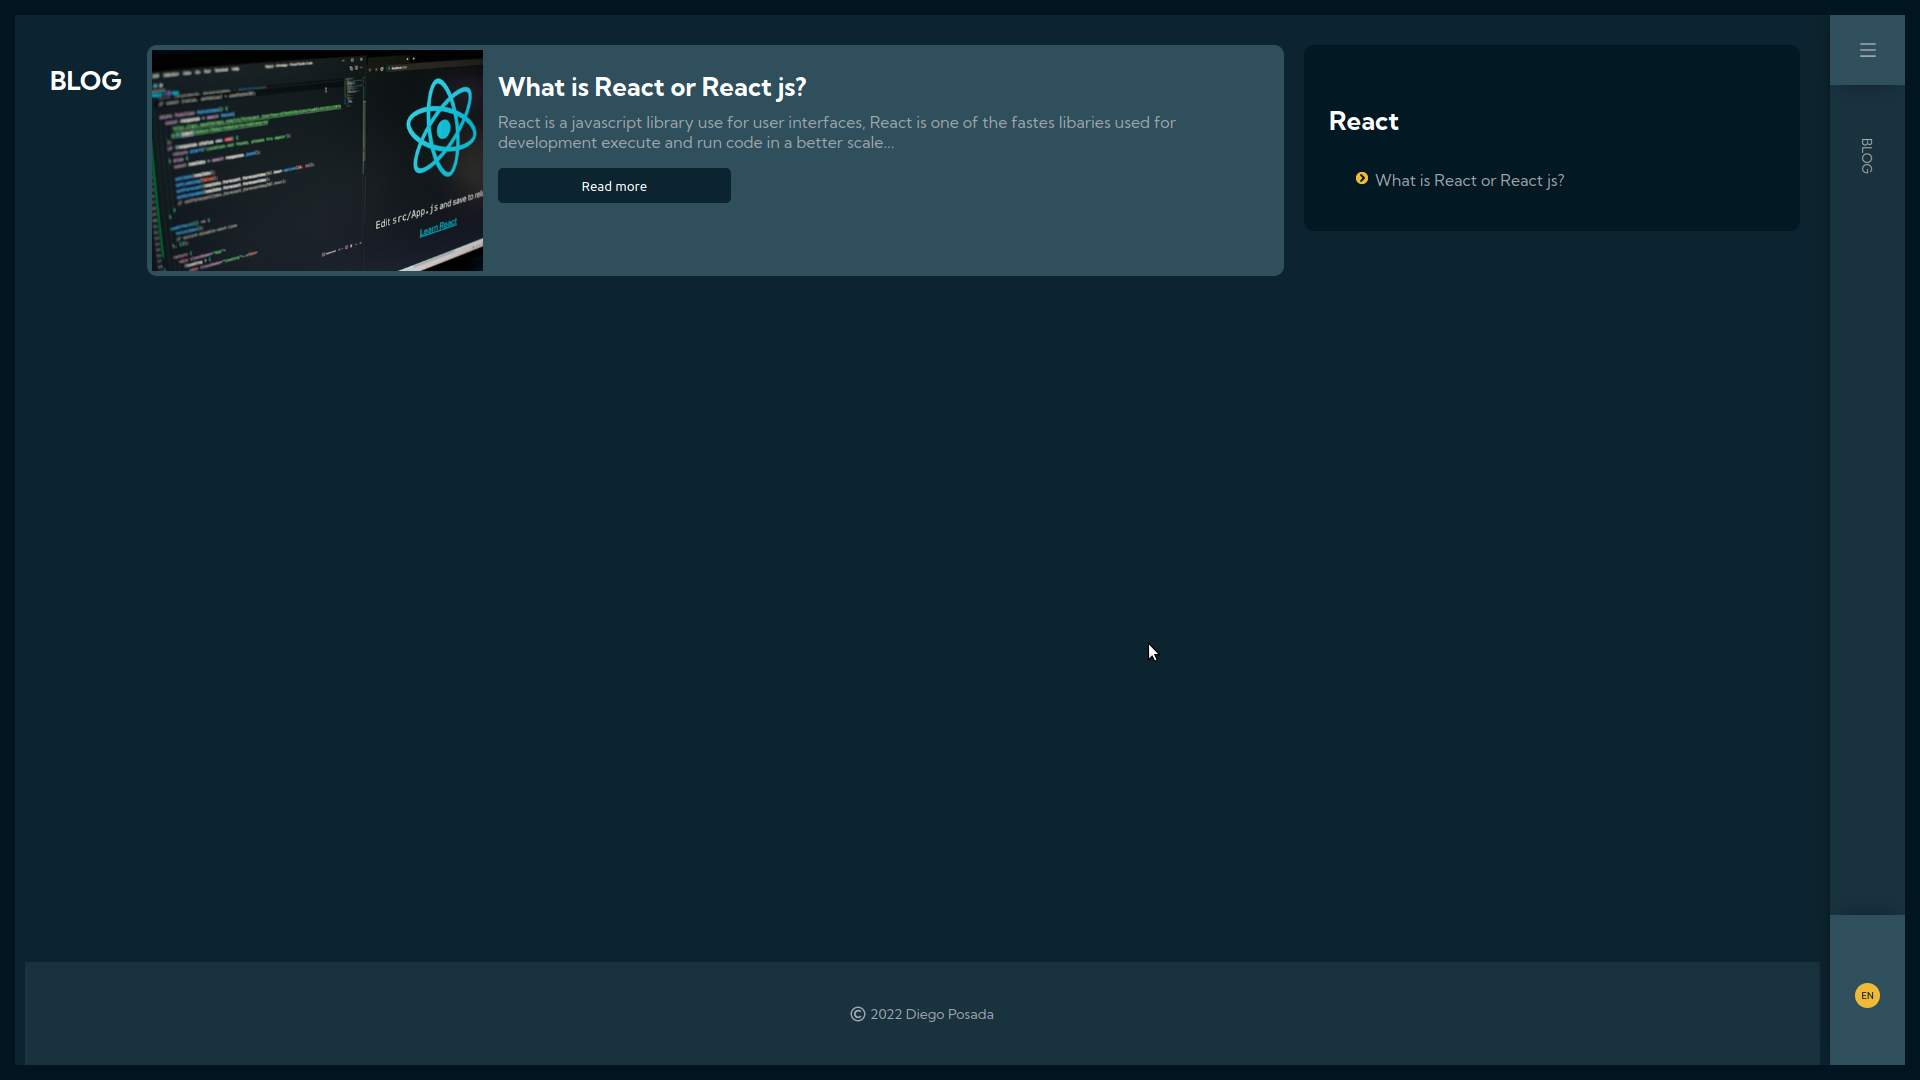 BLOG
What is React or React js?
React is a javascript library use for user interfaces, React is one of the fastes libaries used for
development execute and run code in a better scale...
Read more
Edit src/App.js and save to
Learn React
React
What is React or React js?
BLOG
© 2022 Diego Posada
EN